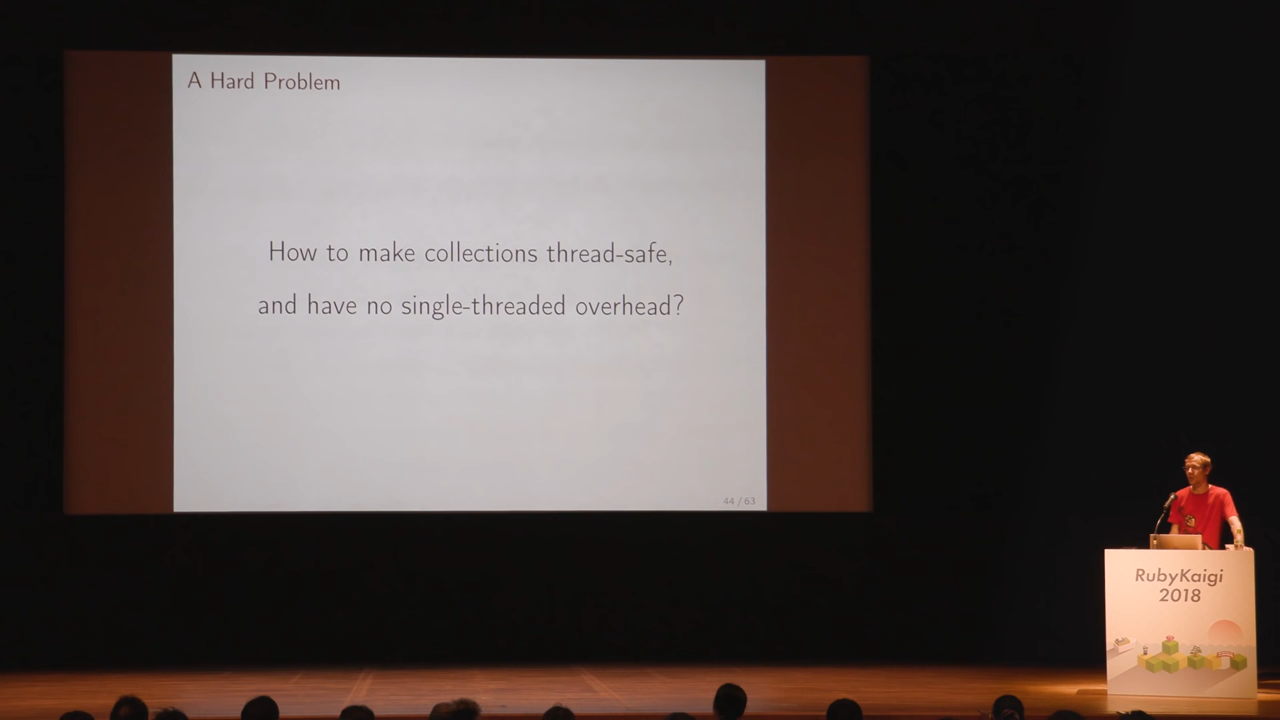 A Hard Problem
How to make collections thread-safe,
and have no single-threaded overhead?
44 / 63
RubyKaigi
2018